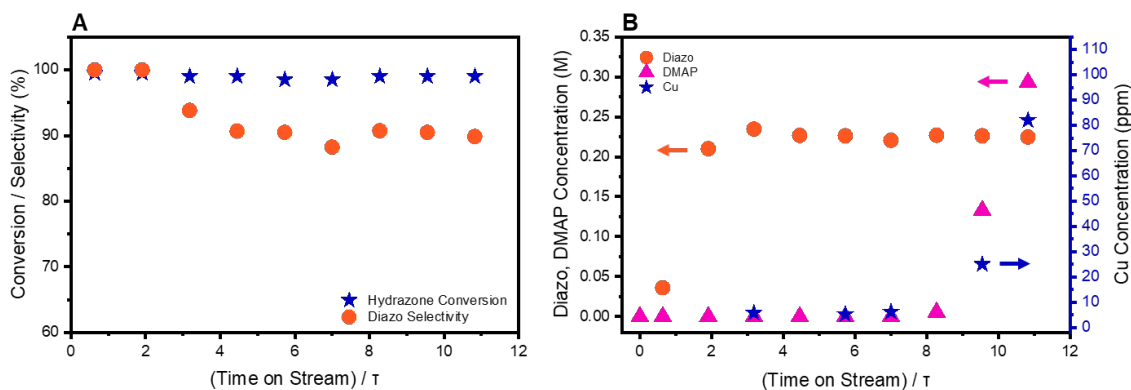 A
Conversion / Selectivity (%)
100
90
80
70
60
0 2 4 6 8 10 12
(Time on Stream) / τ
Hydrazone Conversion
Diazo Selectivity
B
Diazo, DMAP Concentration (M)
0.35
0.30
0.25
0.20
0.15
0.10
0.05
0.00
0 2 4 6 8 10 12
(Time on Stream) / τ
Diazo
DMAP
Cu
110
100
90
80
70
60
50
40
30
20
10
0
Cu Concentration (ppm)